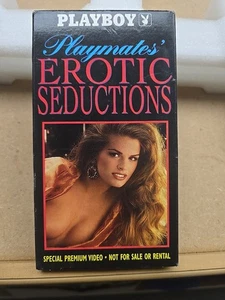 PLAYBOY
Playmates'
EROTIC
SEDUCTIONS
SPECIAL PREMIUM VIDEO • NOT FOR SALE OR RENTAL